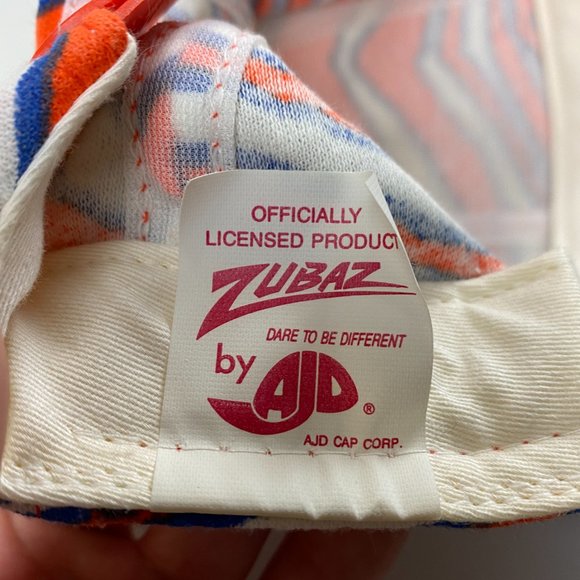 OFFICIALLY
LICENSED PRODUCT
ZUBAZ
DARE TO BE DIFFERENT
by AJD ®
AJD CAP CORP.